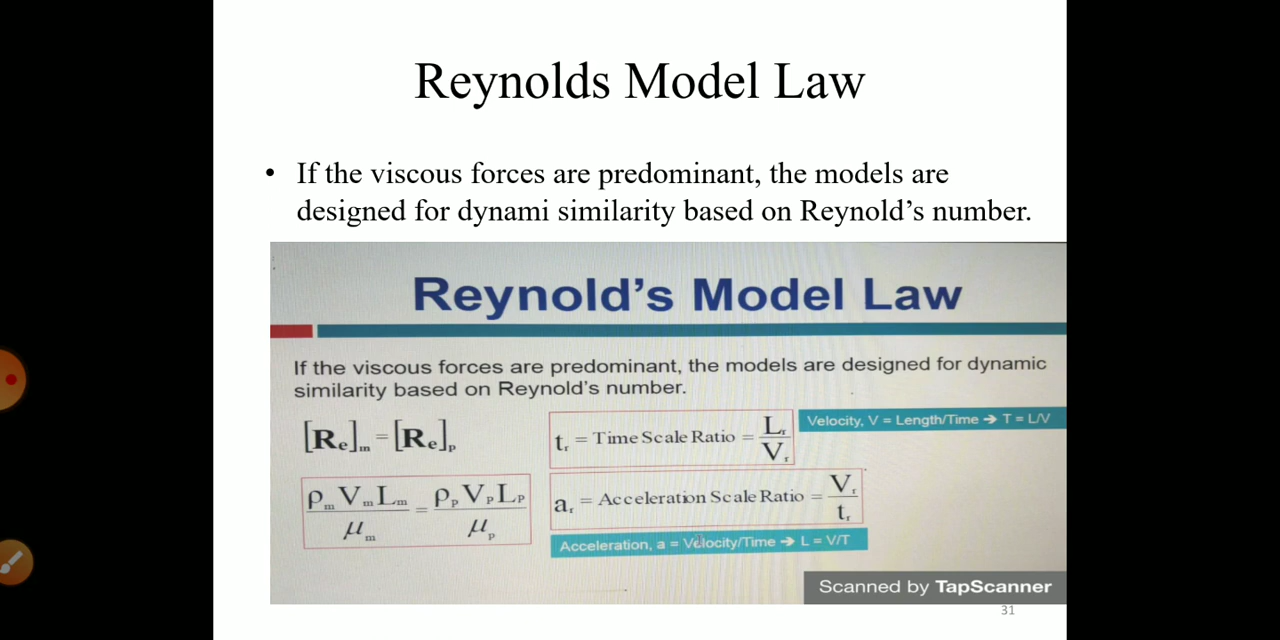 Reynolds Model Law
• If the viscous forces are predominant, the models are
designed for dynami similarity based on Reynold’s number.
Reynold’s Model Law
If the viscous forces are predominant, the models are designed for dynamic
similarity based on Reynold’s number.
[Re]m = [Re]p
tr = Time Scale Ratio = Lr/Vr
Velocity, V = Length/Time → T = L/V
ρmVmLm/μm = ρpVpLp/μp
ar = Acceleration Scale Ratio = Vr/tr
Acceleration, a = Velocity/Time → L = V/T
Scanned by TapScanner
31